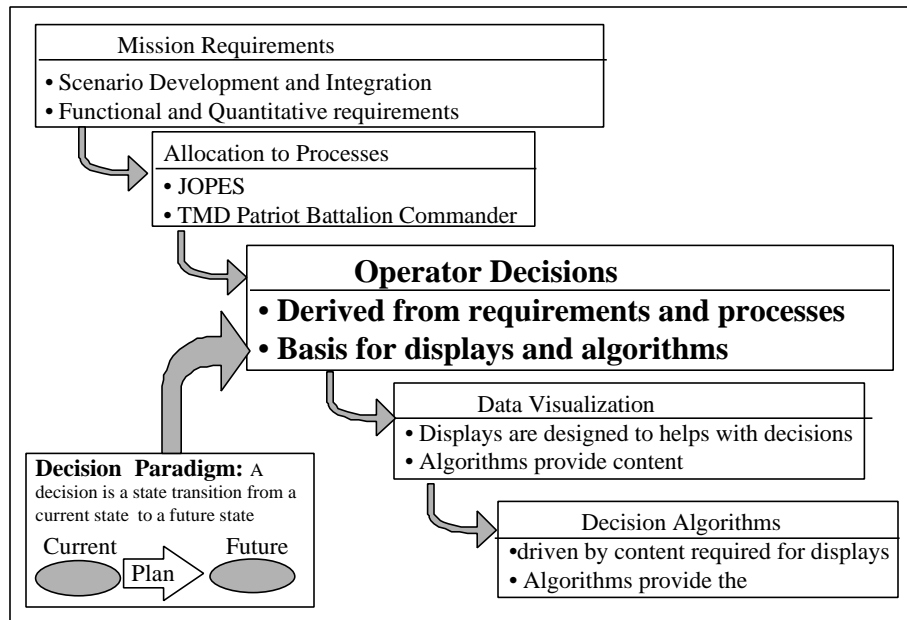 Mission Requirements
• Scenario Development and Integration
• Functional and Quantitative requirements
Allocation to Processes
• JOPES
• TMD Patriot Battalion Commander
Operator Decisions
• Derived from requirements and processes
• Basis for displays and algorithms
Data Visualization
• Displays are designed to helps with decisions
• Algorithms provide content
Decision Paradigm: A
decision is a state transition from a
current state to a future state
Current
Future
Plan
Decision Algorithms
•driven by content required for displays
• Algorithms provide the